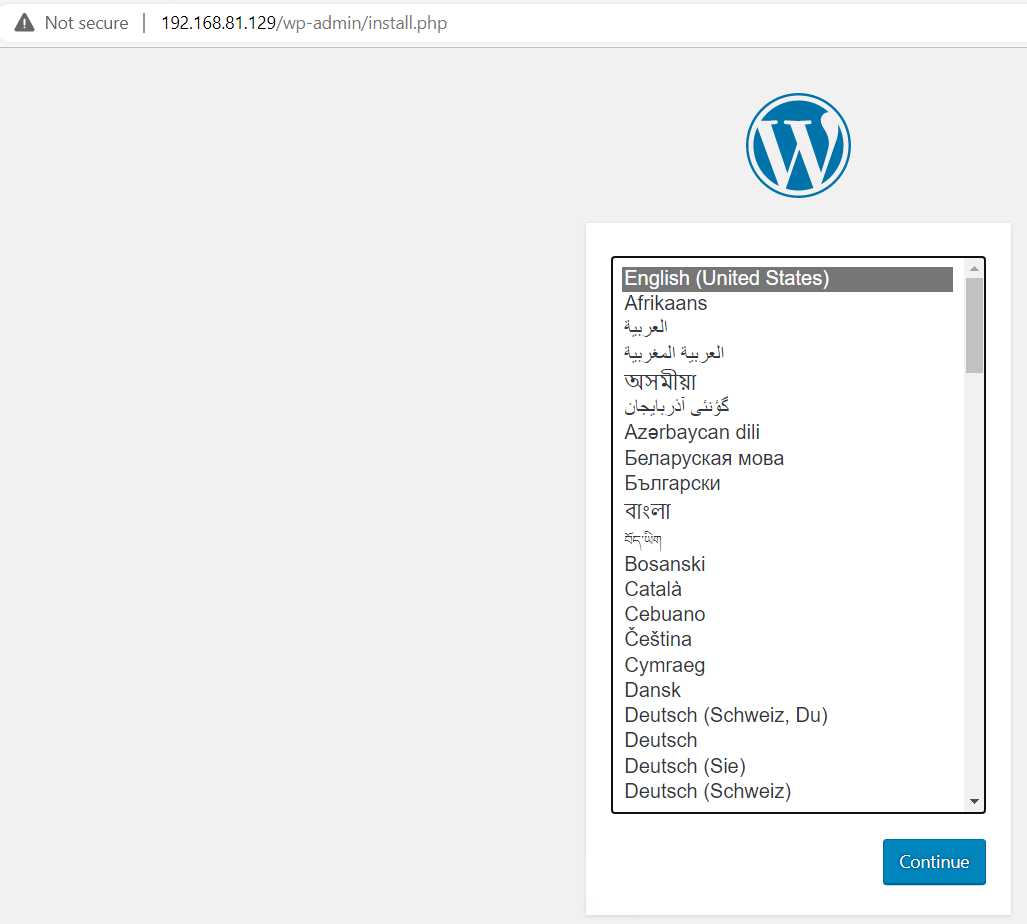 Not secure | 192.168.81.129/wp-admin/install.php
W
English (United States)
Afrikaans
العربية
العربية المغربية
অসমীয়া
گؤنئی آذربایجان
Azərbaycan dili
Беларуская мова
Български
বাংলা
བོད་ཡིག
Bosanski
Català
Cebuano
Čeština
Cymraeg
Dansk
Deutsch (Schweiz, Du)
Deutsch
Deutsch (Sie)
Deutsch (Schweiz)
Continue